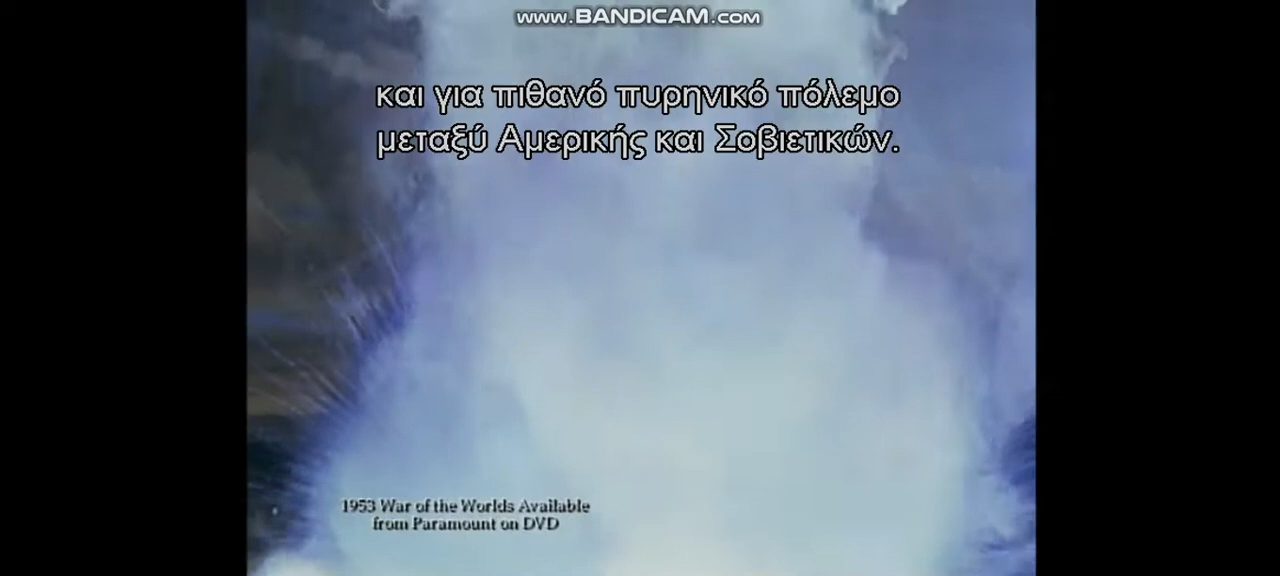 www.BANDICAM.com
και για πιθανό πυρηνικό πόλεμο
μεταξύ Αμερικής και Σοβιετικών.
1953 War of the Worlds Available
from Paramount on DVD